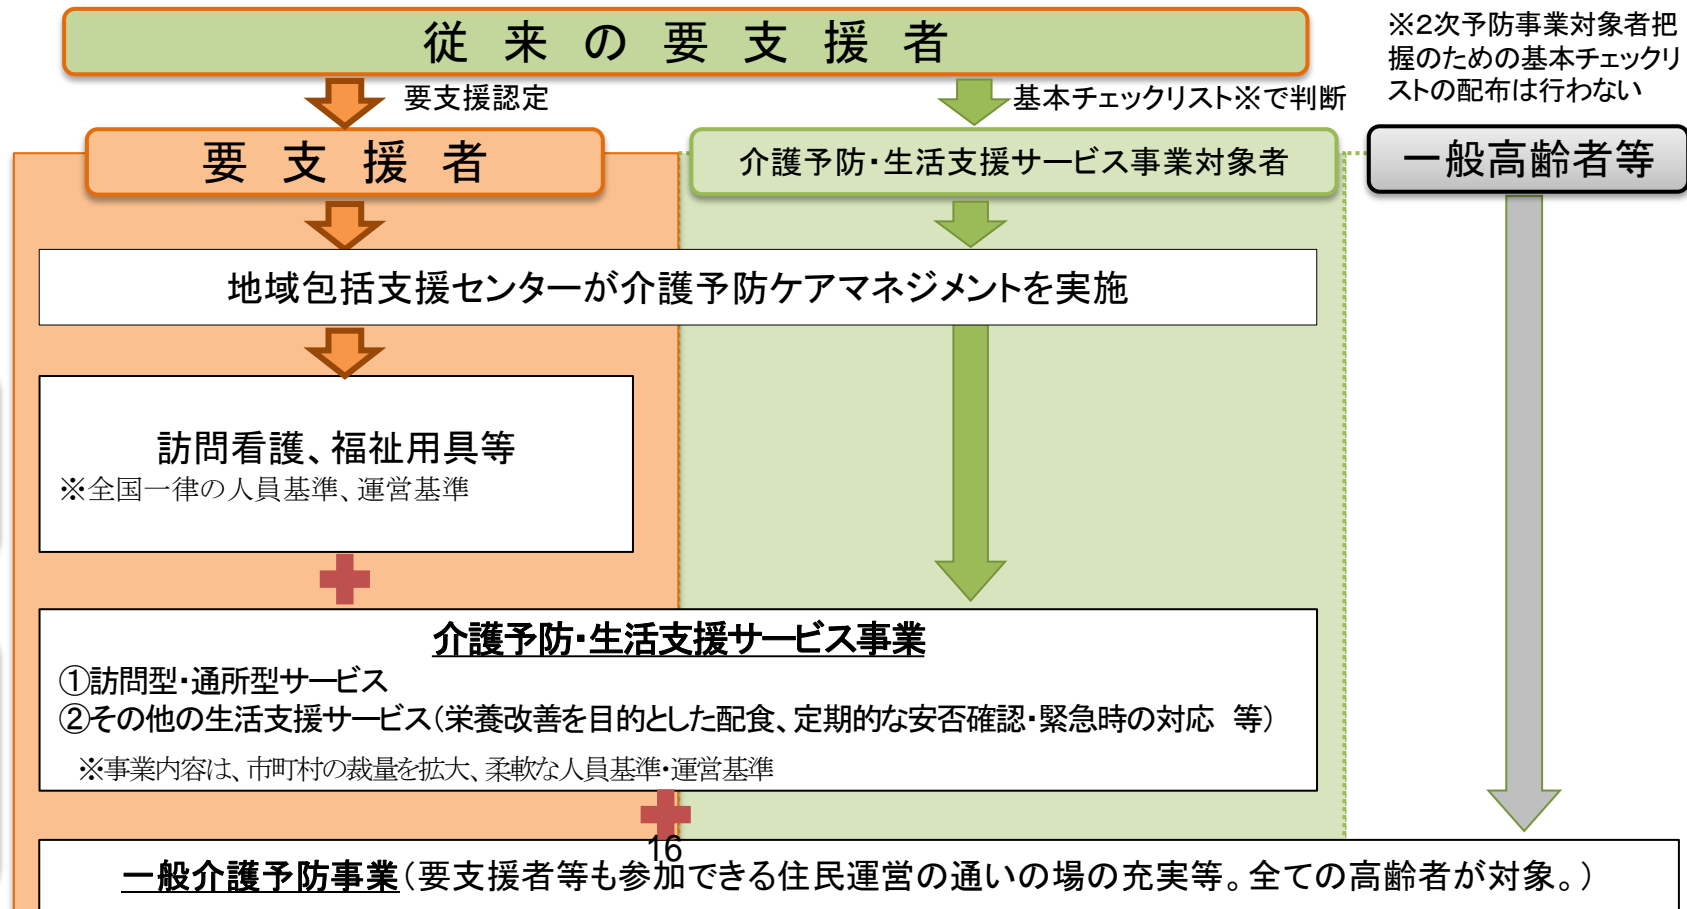 従来の要支援者
※2次予防事業対象者把
握のための基本チェックリ
ストの配布は行わない
要支援認定
基本チェックリスト※で判断
要支援者
介護予防・生活支援サービス事業対象者
一般高齢者等
地域包括支援センターが介護予防ケアマネジメントを実施
訪問看護、福祉用具等
※全国一律の人員基準、運営基準
介護予防・生活支援サービス事業
①訪問型・通所型サービス
②その他の生活支援サービス(栄養改善を目的とした配食、定期的な安否確認・緊急時の対応 等)
※事業内容は、市町村の裁量を拡大、柔軟な人員基準・運営基準
16
一般介護予防事業(要支援者等も参加できる住民運営の通いの場の充実等。全ての高齢者が対象。)